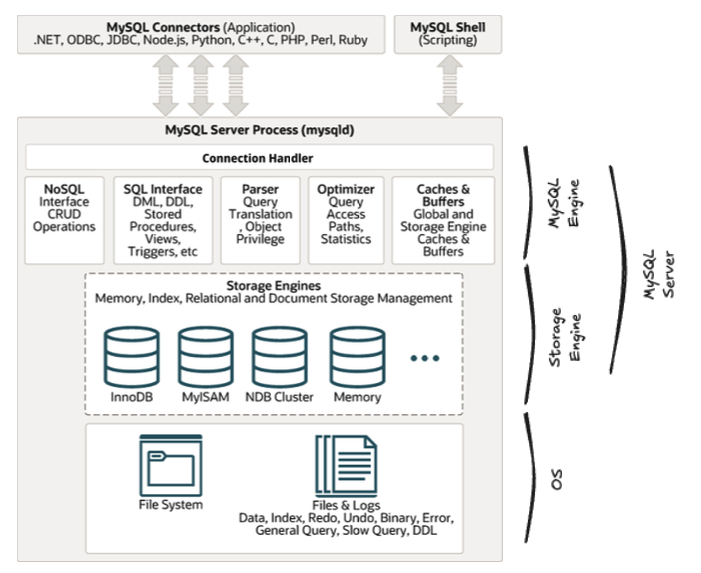 MySQL Connectors (Application)
.NET, ODBC, JDBC, Node.js, Python, C++, C, PHP, Perl, Ruby
MySQL Shell
(Scripting)
MySQL Server Process (mysqld)
Connection Handler
NoSQL
Interface
CRUD
Operations
SQL Interface
DML, DDL,
Stored
Procedures,
Views,
Triggers, etc
Parser
Query
Translation
, Object
Privilege
Optimizer
Query
Access
Paths,
Statistics
Caches &
Buffers
Global and
Storage Engine
Caches &
Buffers
Storage Engines
Memory, Index, Relational and Document Storage Management
InnoDB
MyISAM
NDB Cluster
Memory
File System
Files & Logs
Data, Index, Redo, Undo, Binary, Error,
General Query, Slow Query, DDL
MySQL
Engine
Storage
Engine
OS
MySQL
Server